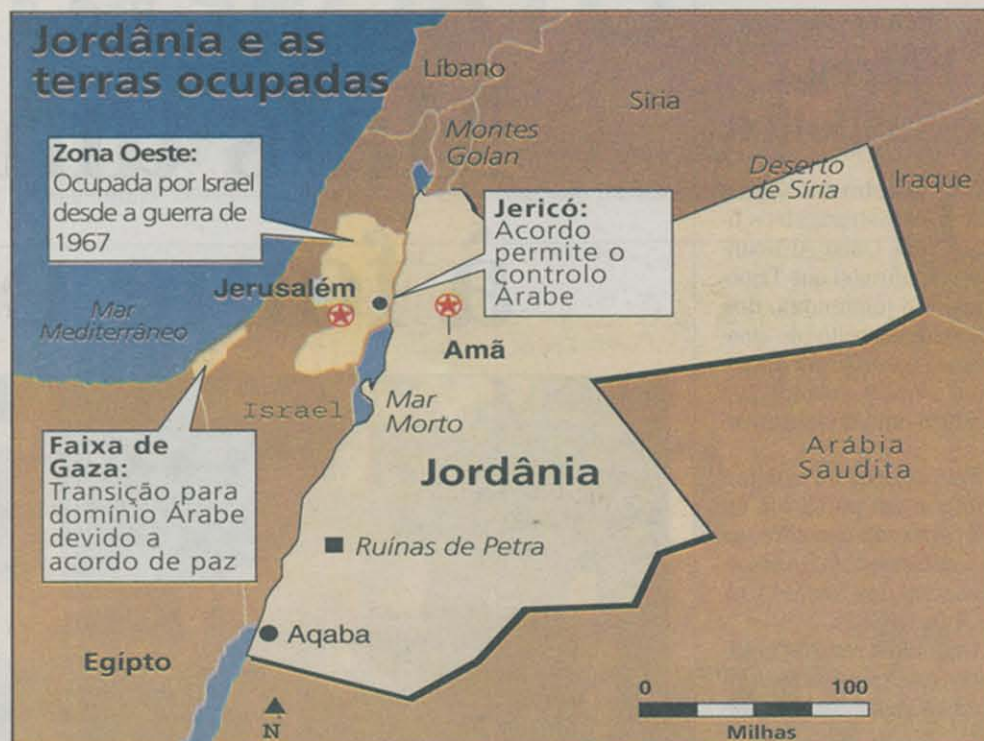 Jordânia e as
terras ocupadas
Líbano
Síria
Montes
Golan
Deserto
de Síria
Iraque
Zona Oeste:
Ocupada por Israel
desde a guerra de
1967
Jericó:
Acordo
permite o
controlo
Árabe
Jerusalém
Mar
Mediterrâneo
Amã
Israel
Mar
Morto
Faixa de
Gaza:
Transição para
domínio Árabe
devido a
acordo de paz
Jordânia
Arábia
Saudita
Ruínas de Petra
Aqaba
Egípto
N
0 100
Milhas